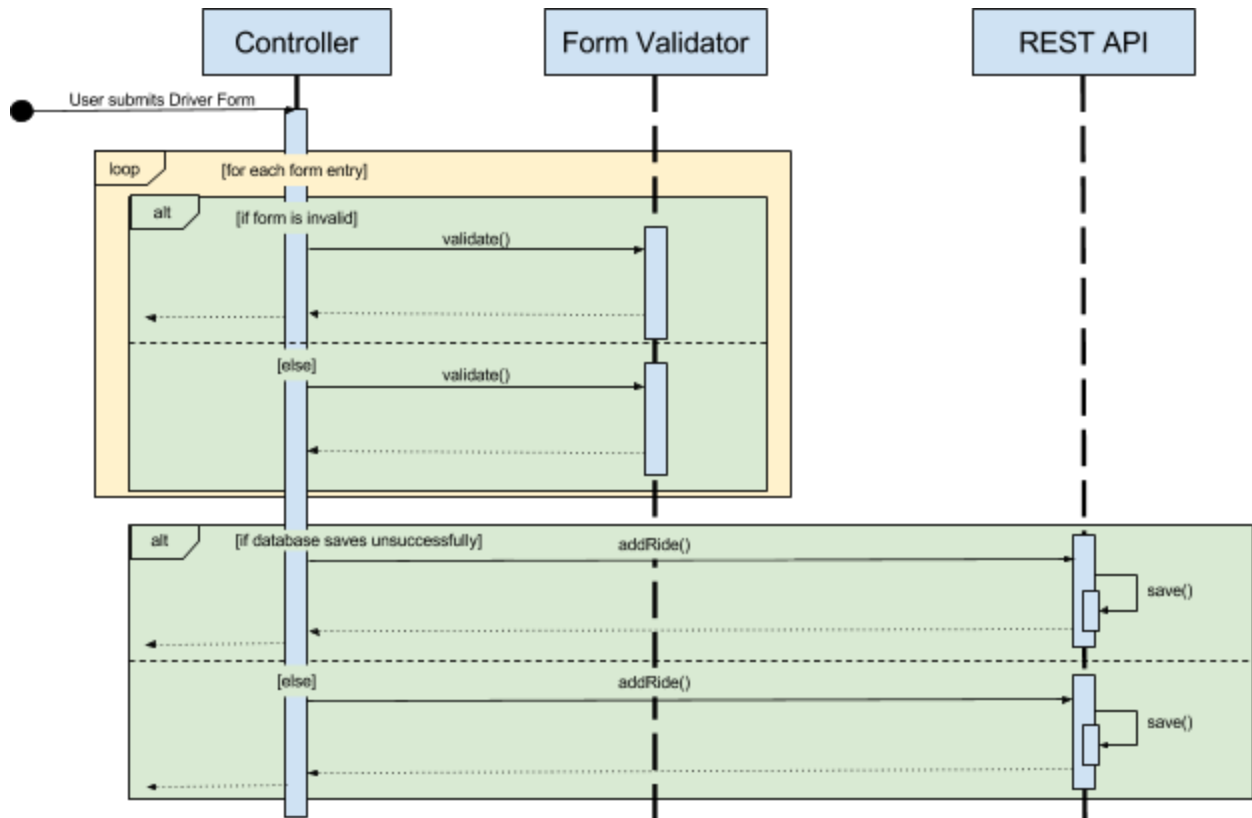 Controller
Form Validator
REST API
User submits Driver Form
loop
[for each form entry]
alt
[if form is invalid]
validate()
[else]
validate()
alt
[if database saves unsuccessfully]
addRide()
save()
[else]
addRide()
save()